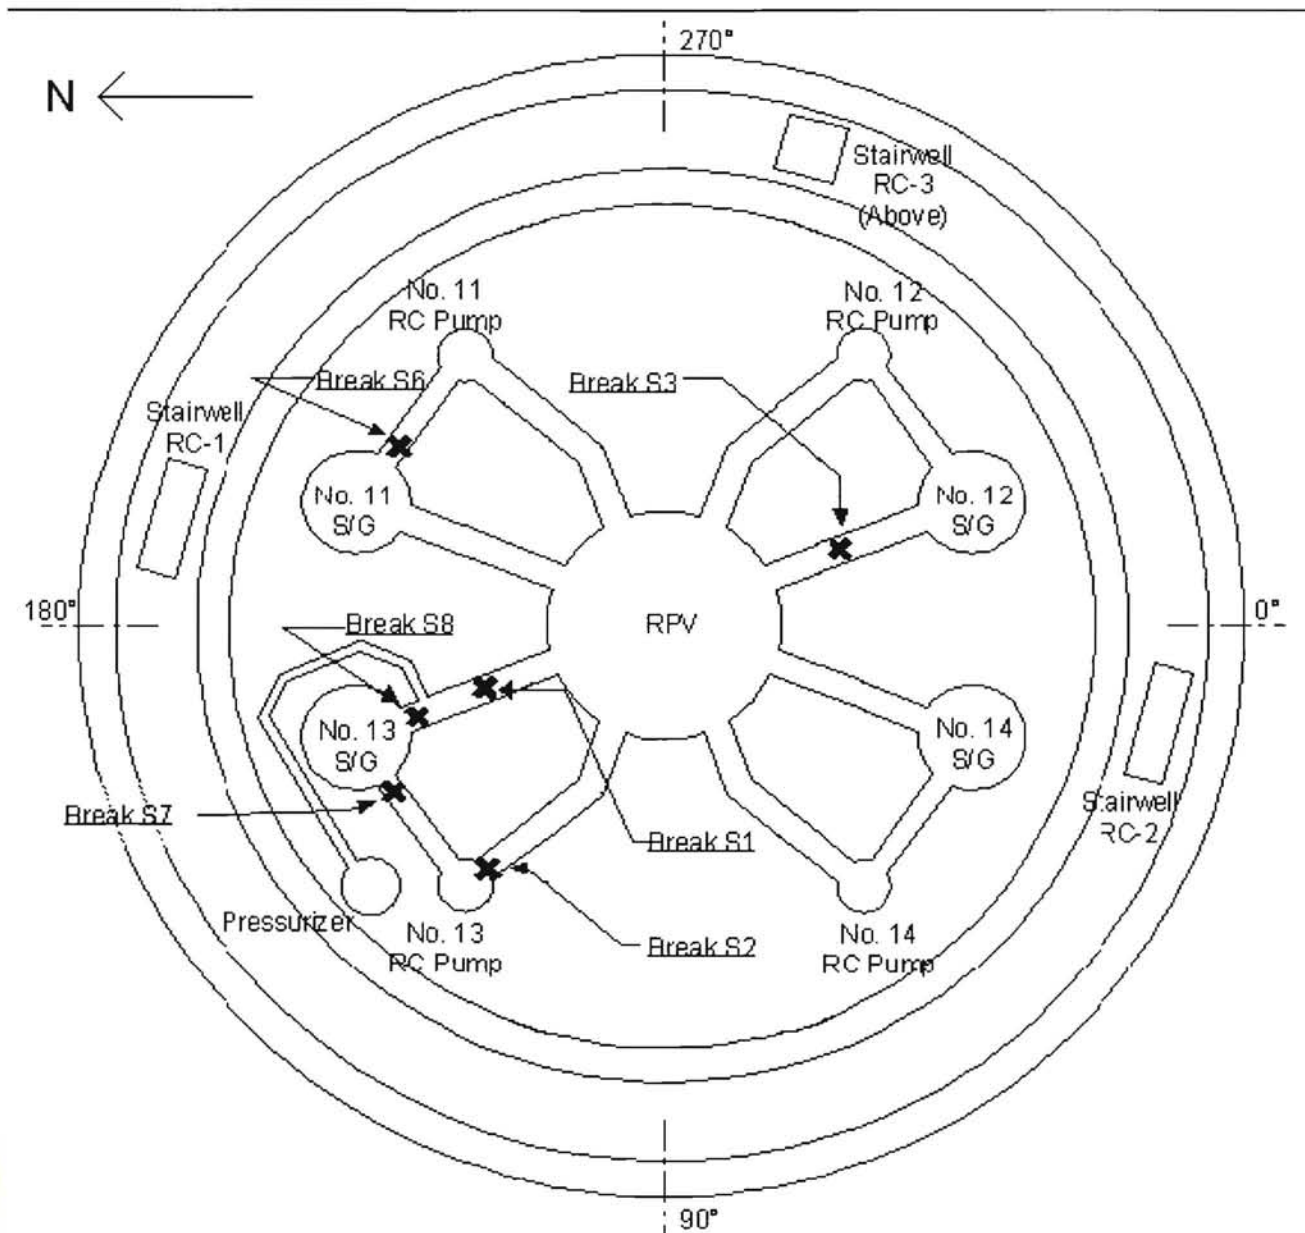 270°
N
Stairwell
RC-3
(Above)
No. 11
RC Pump
No. 12
RC Pump
Break S6
Break S3
Stairwell
RC-1
No. 11
S/G
No. 12
S/G
180°
Break S8
RPV
0°
No. 13
S/G
No. 14
S/G
Break S7
Break S1
Stairwell
RC-2
Pressurizer
No. 13
RC Pump
Break S2
No. 14
RC Pump
90°